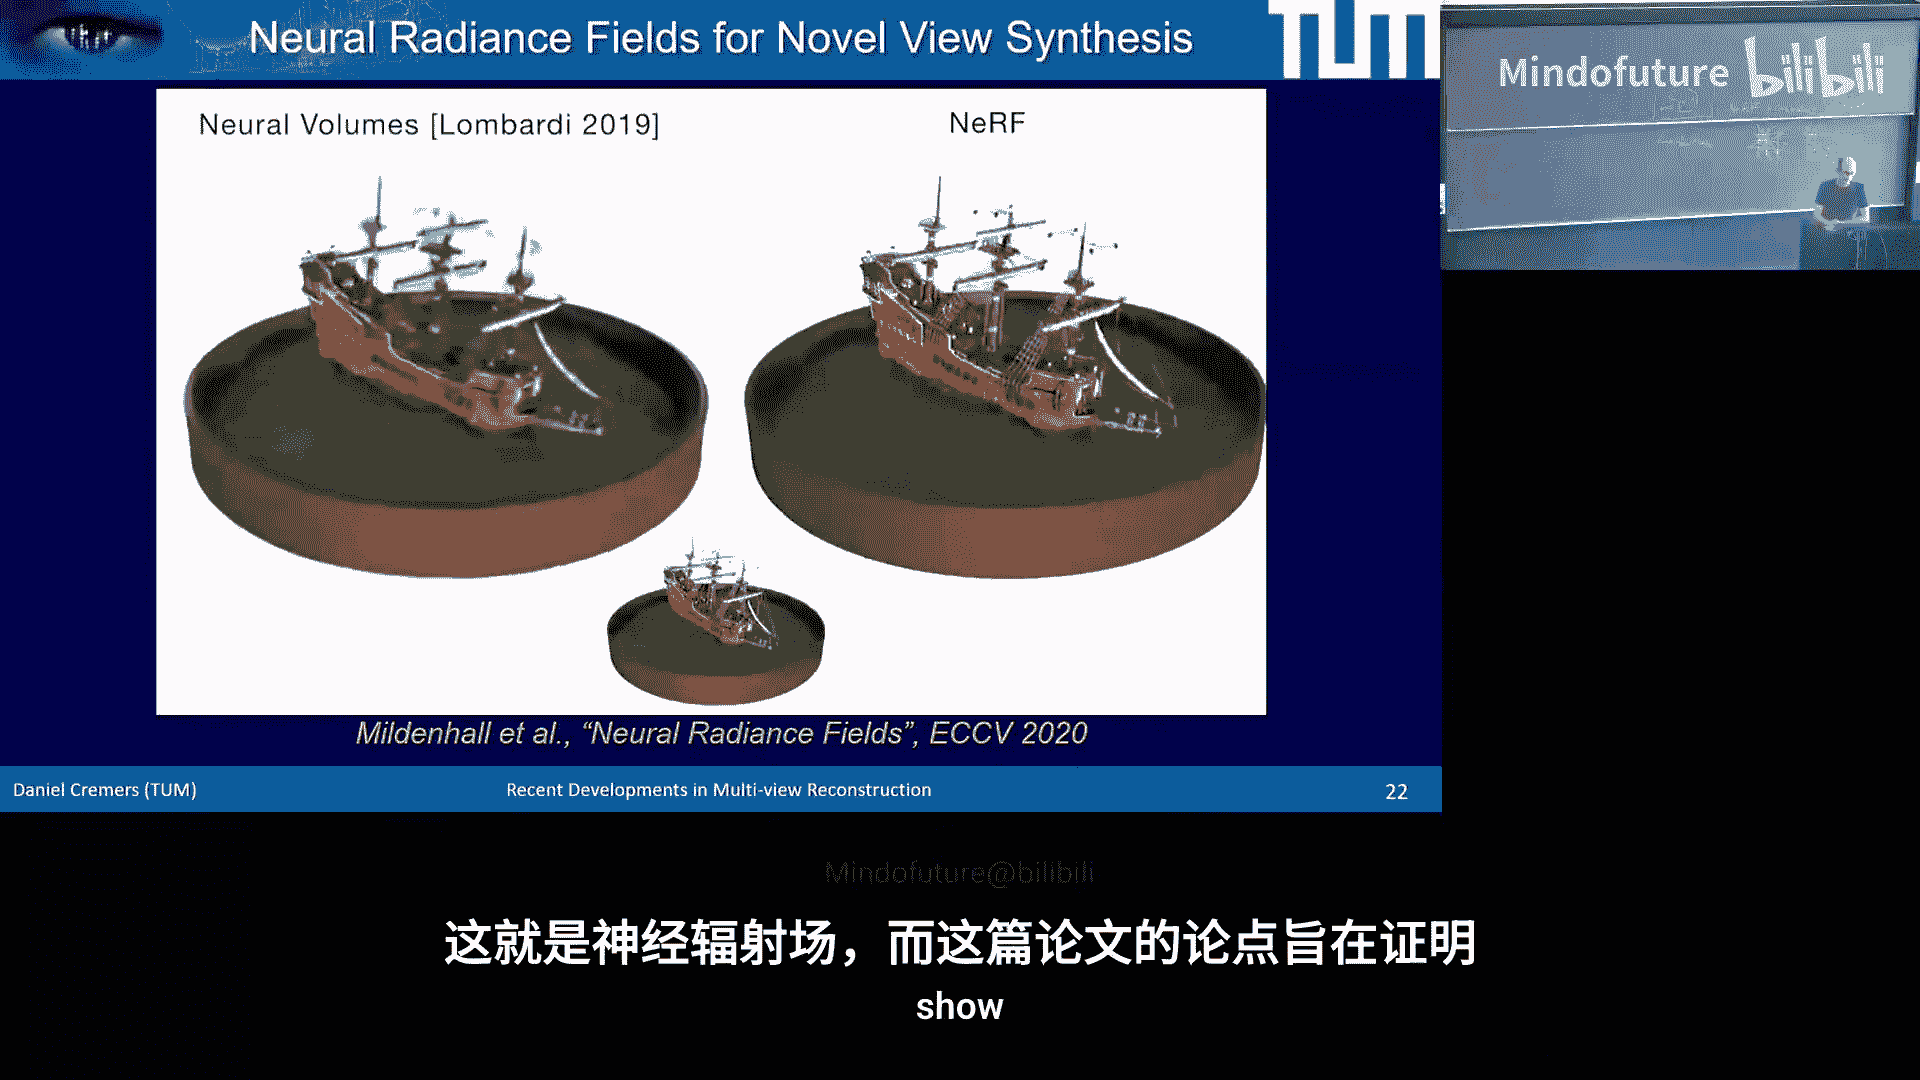 Neural Radiance Fields for Novel View Synthesis
TUM
Mindofuture bilibili
Neural Volumes [Lombardi 2019]
NeRF
Mildenhall et al., “Neural Radiance Fields”, ECCV 2020
Daniel Cremers (TUM)
Recent Developments in Multi-view Reconstruction
22
Mindofuture@bilibili
这就是神经辐射场，而这篇论文的论点旨在证明
show